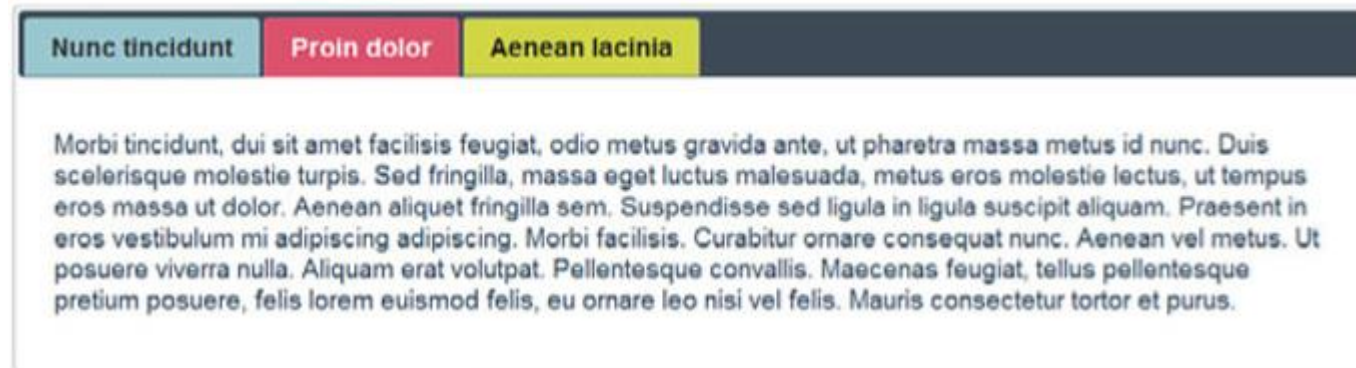 Nunc tincidunt Proin dolor Aenean lacinia
Morbi tincidunt, dui sit amet facilisis feugiat, odio metus gravida ante, ut pharetra massa metus id nunc. Duis
scelerisque molestie turpis. Sed fringilla, massa eget luctus malesuada, metus eros molestie lectus, ut tempus
eros massa ut dolor. Aenean aliquet fringilla sem. Suspendisse sed ligula in ligula suscipit aliquam. Praesent in
eros vestibulum mi adipiscing adipiscing. Morbi facilisis. Curabitur ornare consequat nunc. Aenean vel metus. Ut
posuere viverra nulla. Aliquam erat volutpat. Pellentesque convallis. Maecenas feugiat, tellus pellentesque
pretium posuere, felis lorem euismod felis, eu ornare leo nisi vel felis. Mauris consectetur tortor et purus.